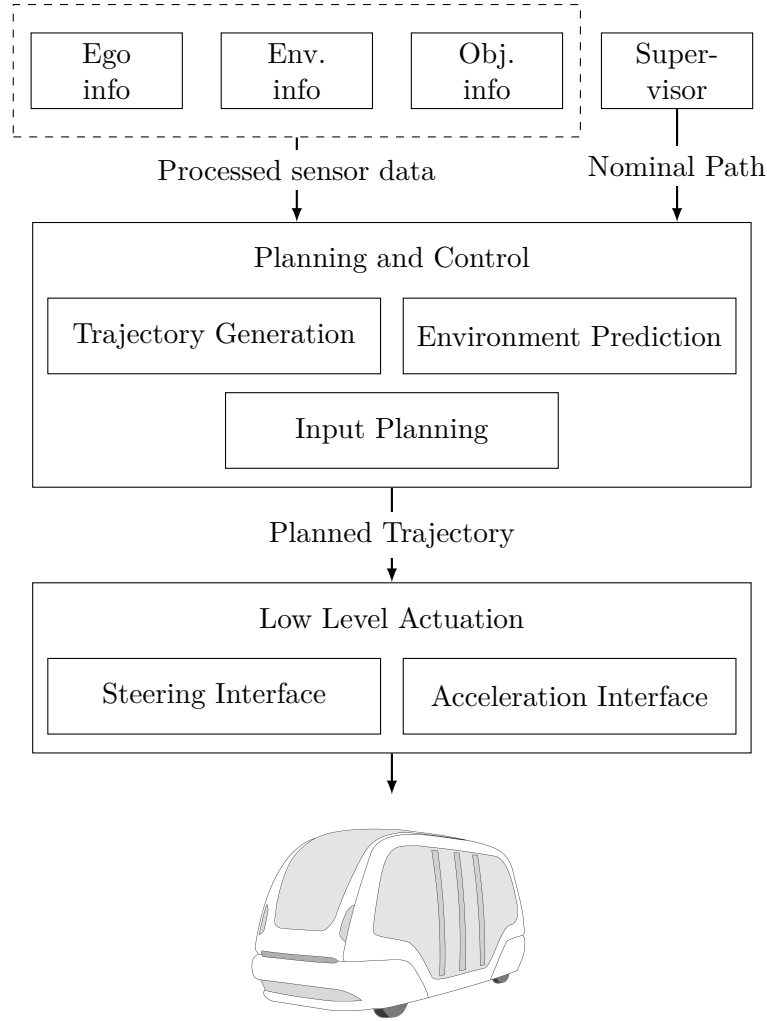 Ego
info
Env.
info
Obj.
info
Super-
visor
Processed sensor data
Nominal Path
Planning and Control
Trajectory Generation
Environment Prediction
Input Planning
Planned Trajectory
Low Level Actuation
Steering Interface
Acceleration Interface